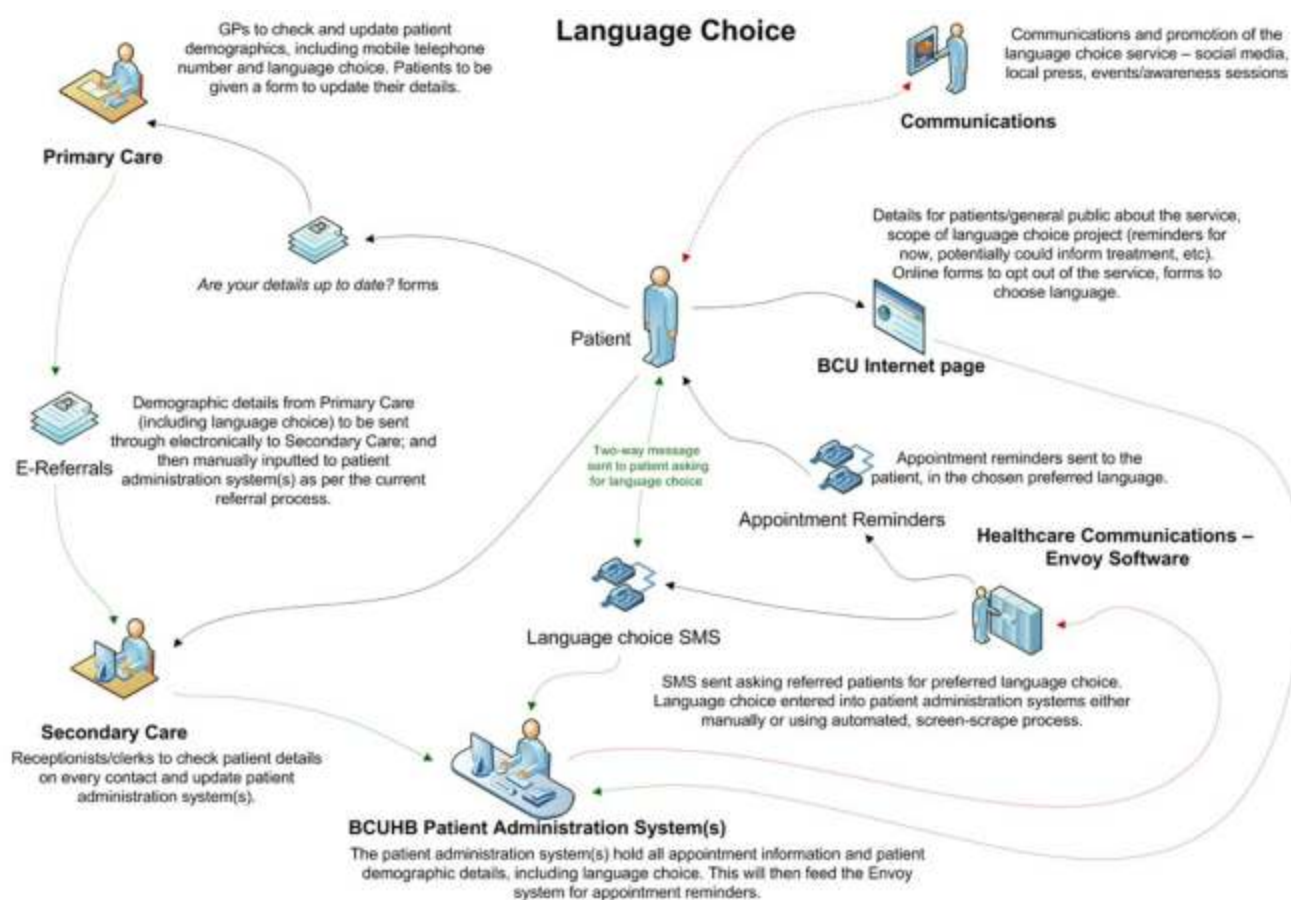 Language Choice
GPs to check and update patient
demographics, including mobile telephone
number and language choice. Patients to be
given a form to update their details.
Primary Care
Communications and promotion of the
language choice service – social media,
local press, events/awareness sessions
Communications
Are your details up to date? forms
Patient
Details for patients/general public about the service,
scope of language choice project (reminders for
now, potentially could inform treatment, etc).
Online forms to opt out of the service, forms to
choose language.
BCU Internet page
E-Referrals
Demographic details from Primary Care
(including language choice) to be sent
through electronically to Secondary Care; and
then manually inputted to patient
administration system(s) as per the current
referral process.
Two-way message
sent to patient asking
for language choice
Appointment reminders sent to the
patient, in the chosen preferred language.
Appointment Reminders
Healthcare Communications –
Envoy Software
Language choice SMS
SMS sent asking referred patients for preferred language choice.
Language choice entered into patient administration systems either
manually or using automated, screen-scrape process.
Secondary Care
Receptionists/clerks to check patient details
on every contact and update patient
administration system(s).
BCUHB Patient Administration System(s)
The patient administration system(s) hold all appointment information and patient
demographic details, including language choice. This will then feed the Envoy
system for appointment reminders.